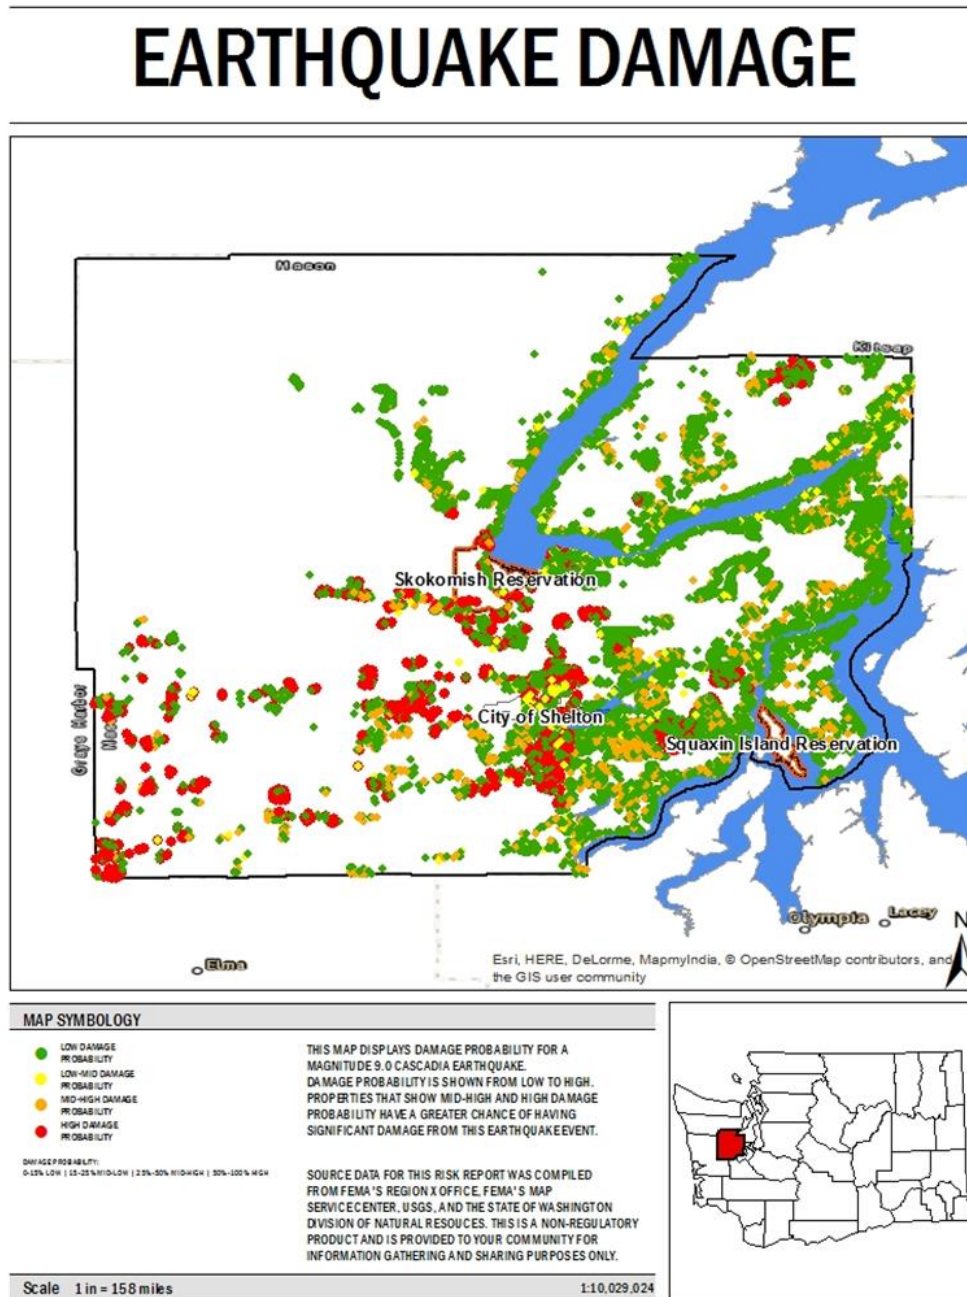 EARTHQUAKE DAMAGE
Mason
Kitsap
Skokomish Reservation
Grays Harbor
City of Shelton
Squaxin Island Reservation
Olympia
Lacey
N
Elma
Esri, HERE, DeLorme, MapmyIndia, © OpenStreetMap contributors, and
the GIS user community
MAP SYMBOLOGY
LOW DAMAGE
PROBABILITY
LOW-MID DAMAGE
PROBABILITY
MID-HIGH DAMAGE
PROBABILITY
HIGH DAMAGE
PROBABILITY
DAMAGE PROBABILITY:
0-15% LOW | 15-25% MID-LOW | 25%-50% MID-HIGH | 50%-100% HIGH
THIS MAP DISPLAYS DAMAGE PROBABILITY FOR A
MAGNITUDE 9.0 CASCADIA EARTHQUAKE.
DAMAGE PROBABILITY IS SHOWN FROM LOW TO HIGH.
PROPERTIES THAT SHOW MID-HIGH AND HIGH DAMAGE
PROBABILITY HAVE A GREATER CHANCE OF HAVING
SIGNIFICANT DAMAGE FROM THIS EARTHQUAKE EVENT.
SOURCE DATA FOR THIS RISK REPORT WAS COMPILED
FROM FEMA'S REGION X OFFICE, FEMA'S MAP
SERVICE CENTER, USGS, AND THE STATE OF WASHINGTON
DIVISION OF NATURAL RESOUCES. THIS IS A NON-REGULATORY
PRODUCT AND IS PROVIDED TO YOUR COMMUNITY FOR
INFORMATION GATHERING AND SHARING PURPOSES ONLY.
Scale 1 in = 158 miles
1:10,029,024